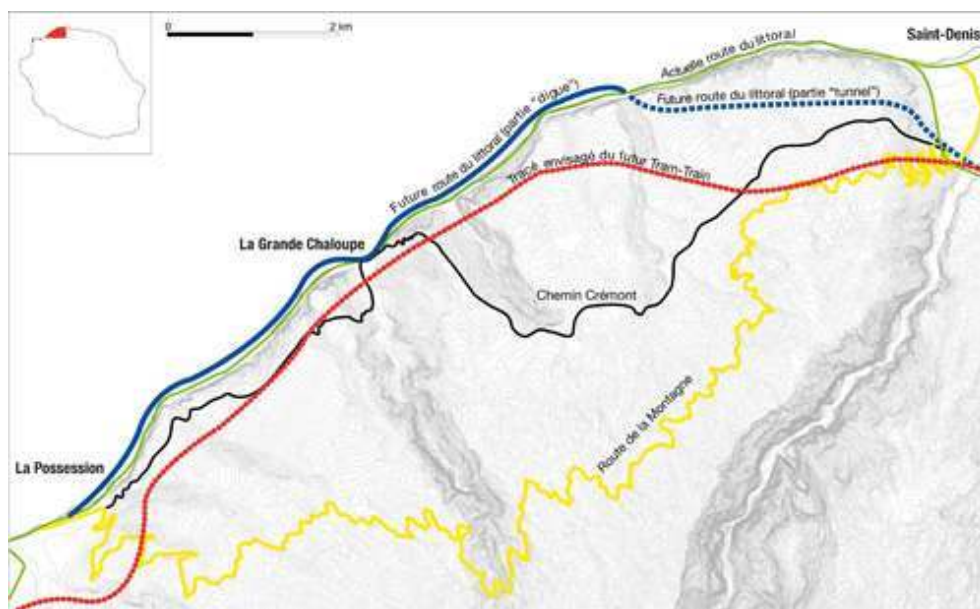 0
2 km
Saint-Denis
Actuelle route du littoral
Future route du littoral (partie "tunnel")
Future route du littoral (partie "digue")
Tracé envisagé du futur Tram-Train
La Grande Chaloupe
Chemin Crémont
Route de la Montagne
La Possession